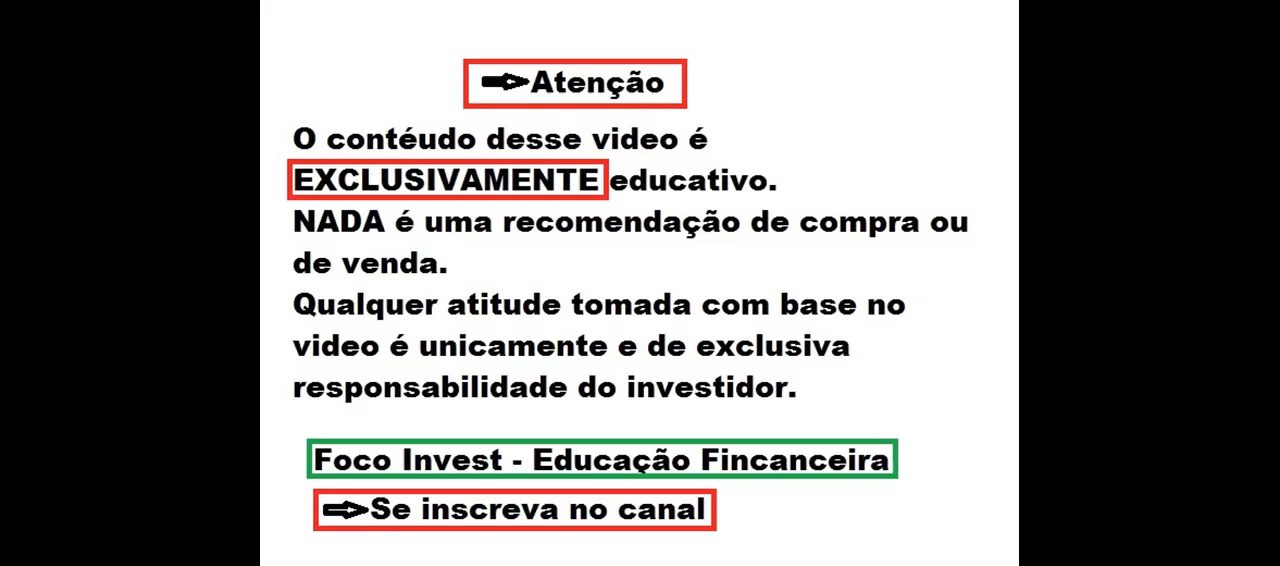 Atenção
O contéudo desse video é
EXCLUSIVAMENTE educativo.
NADA é uma recomendação de compra ou
de venda.
Qualquer atitude tomada com base no
video é unicamente e de exclusiva
responsabilidade do investidor.
Foco Invest - Educação Fincanceira
Se inscreva no canal